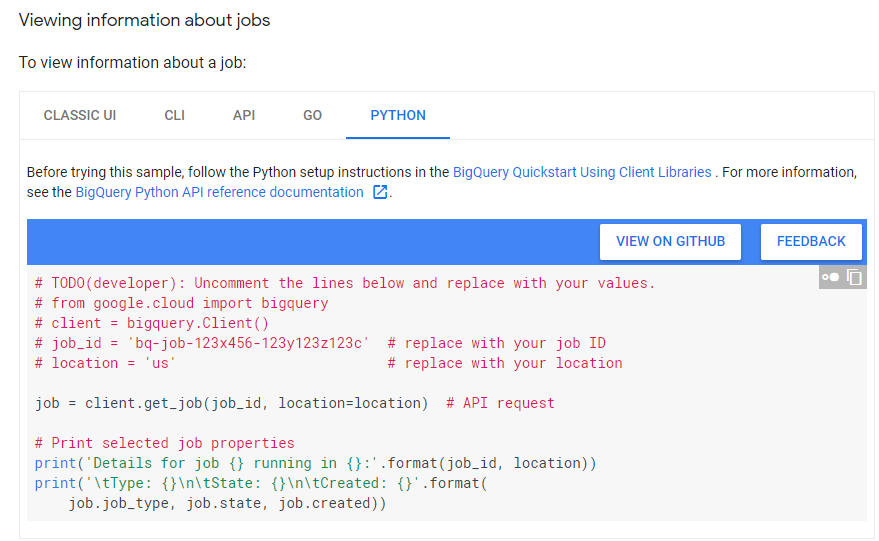 Viewing information about jobs
To view information about a job:
CLASSIC UI CLI API GO PYTHON
Before trying this sample, follow the Python setup instructions in the BigQuery Quickstart Using Client Libraries . For more information,
see the BigQuery Python API reference documentation .
VIEW ON GITHUB FEEDBACK
# TODO(developer): Uncomment the lines below and replace with your values.
# from google.cloud import bigquery
# client = bigquery.Client()
# job_id = 'bq-job-123x456-123y123z123c'  # replace with your job ID
# location = 'us'                         # replace with your location
job = client.get_job(job_id, location=location)  # API request
# Print selected job properties
print('Details for job {} running in {}:'.format(job_id, location))
print('\tType: {}\n\tState: {}\n\tCreated: {}'.format(
    job.job_type, job.state, job.created))